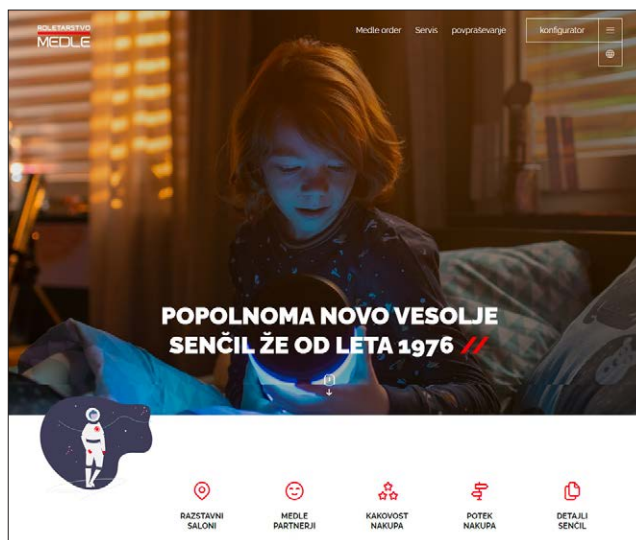 ROLETARSTVO
MEDLE
Medle order Servis povpraševanje konfigurator
POPOLNOMA NOVO VESOLJE
SENČIL ŽE OD LETA 1976 //
RAZSTAVNI
SALONI
MEDLE
PARTNERJI
KAKOVOST
NAKUPA
POTEK
NAKUPA
DETAJLI
SENČIL